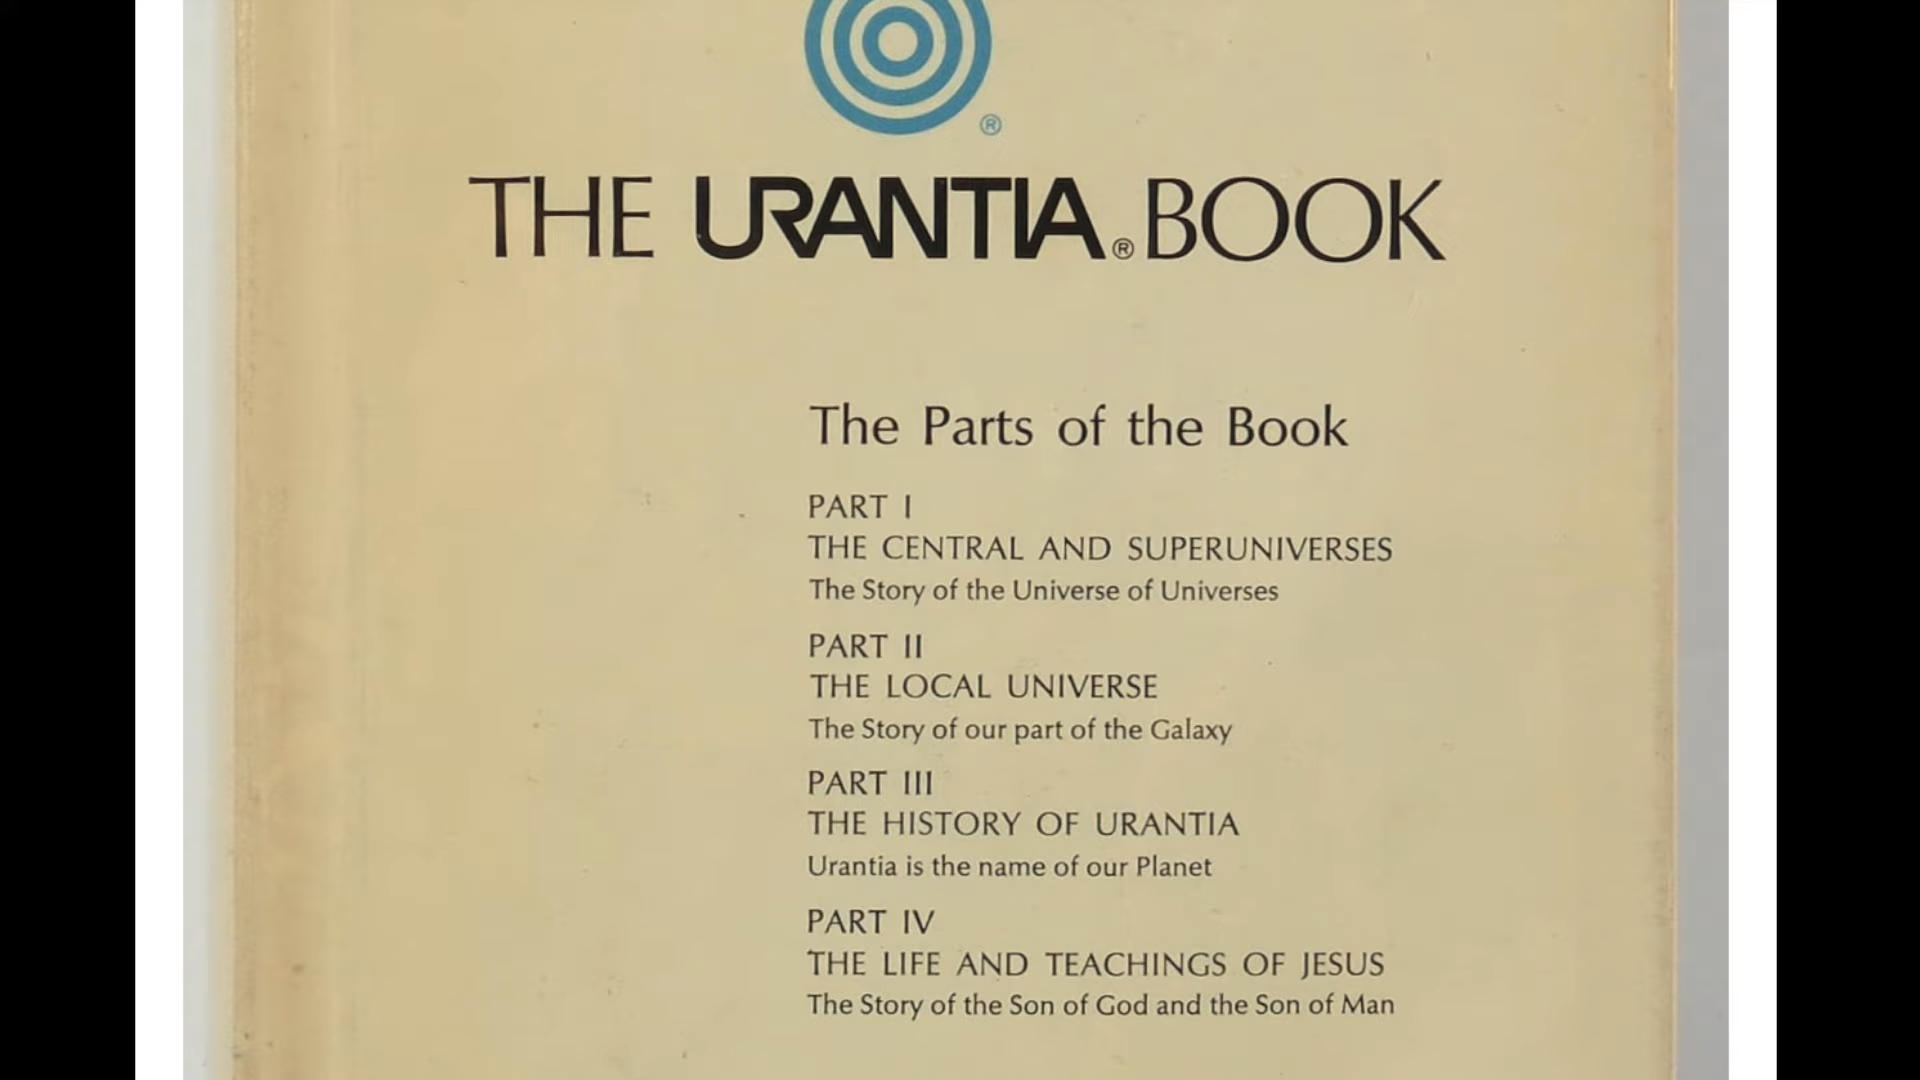 ®
THE URANTIA® BOOK
The Parts of the Book
PART I
THE CENTRAL AND SUPERUNIVERSES
The Story of the Universe of Universes
PART II
THE LOCAL UNIVERSE
The Story of our part of the Galaxy
PART III
THE HISTORY OF URANTIA
Urantia is the name of our Planet
PART IV
THE LIFE AND TEACHINGS OF JESUS
The Story of the Son of God and the Son of Man